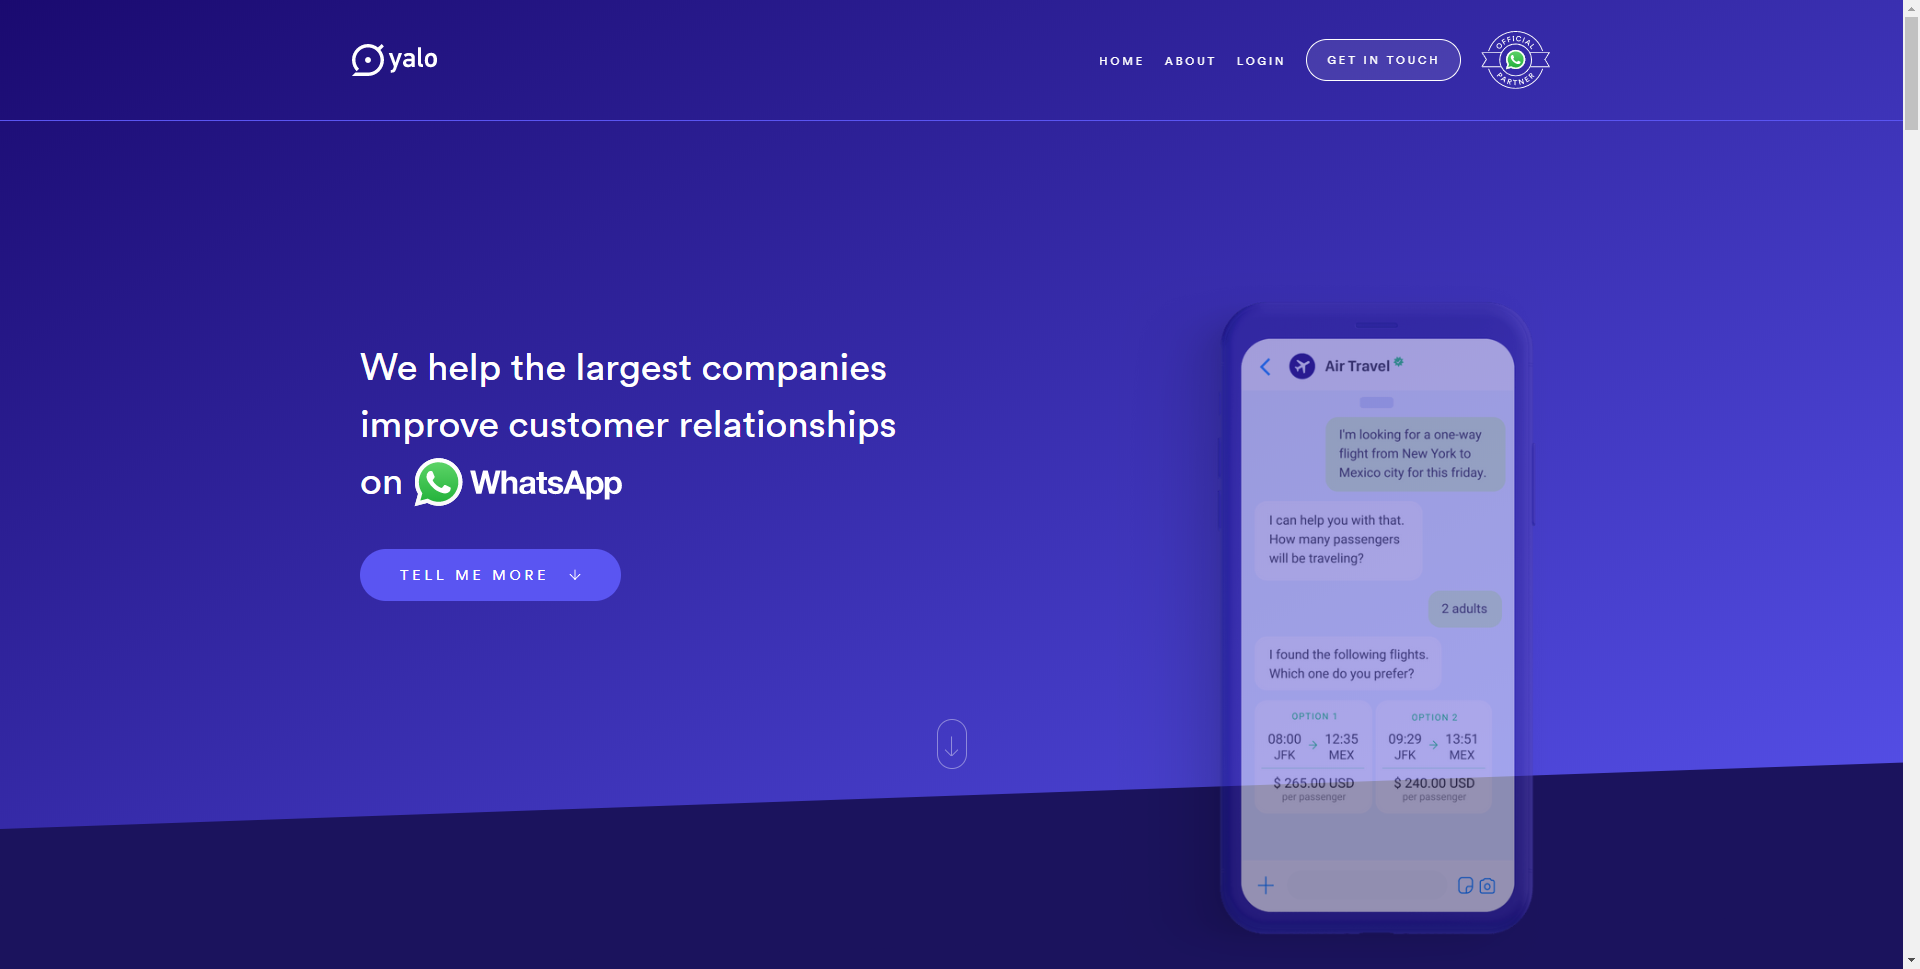 yalo
HOME ABOUT LOGIN GET IN TOUCH
OFFICIAL
PARTNER
We help the largest companies
improve customer relationships
on WhatsApp
TELL ME MORE
Air Travel
I'm looking for a one-way
flight from New York to
Mexico city for this friday.
I can help you with that.
How many passengers
will be traveling?
2 adults
I found the following flights.
Which one do you prefer?
OPTION 1
08:00 12:35
JFK MEX
$ 265.00 USD
per passenger
OPTION 2
09:29 13:51
JFK MEX
$ 240.00 USD
per passenger